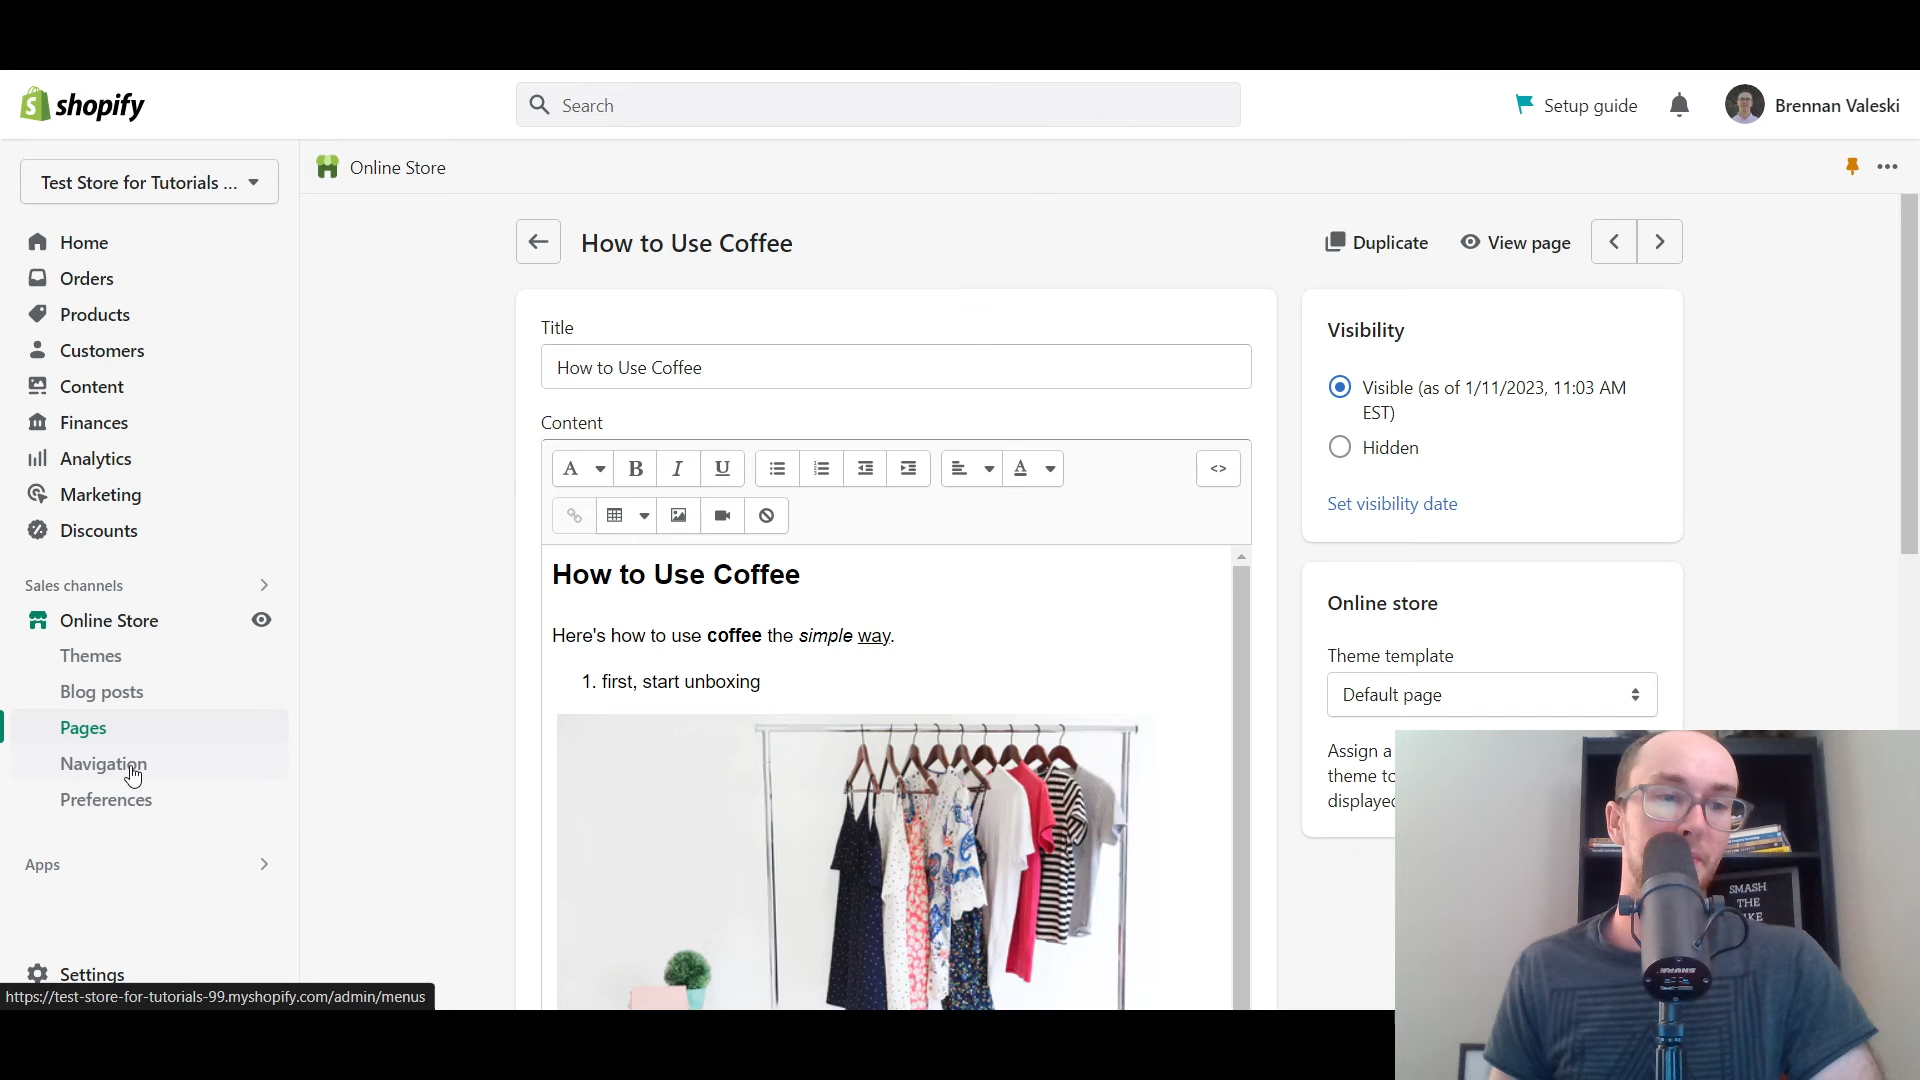 shopify
Search
Setup guide
Brennan Valeski
Test Store for Tutorials ...
Online Store
Home
Orders
Products
Customers
Content
Finances
Analytics
Marketing
Discounts
Sales channels
Online Store
Themes
Blog posts
Pages
Navigation
Preferences
Apps
Settings
https://test-store-for-tutorials-99.myshopify.com/admin/menus
How to Use Coffee
Duplicate
View page
Title
How to Use Coffee
Content
A
B
I
U
A
<>
How to Use Coffee
Here's how to use coffee the simple way.
1. first, start unboxing
Visibility
Visible (as of 1/11/2023, 11:03 AM
EST)
Hidden
Set visibility date
Online store
Theme template
Default page
Assign a
theme
displayed
SMASH
THE
SHURE